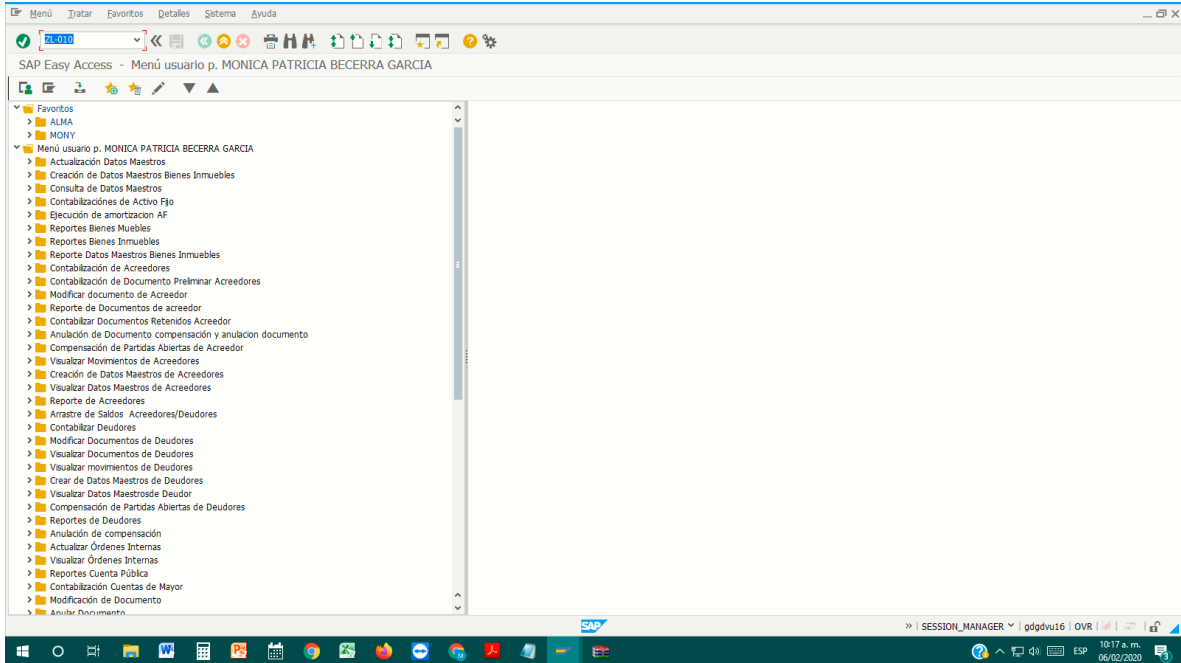 Menú Tratar Favoritos Detalles Sistema Ayuda
ZL-010
SAP Easy Access - Menú usuario p. MONICA PATRICIA BECERRA GARCIA
Favoritos
ALMA
MONY
Menú usuario p. MONICA PATRICIA BECERRA GARCIA
Actualización Datos Maestros
Creación de Datos Maestros Bienes Inmuebles
Consulta de Datos Maestros
Contabilizaciónes de Activo Fijo
Ejecución de amortizacion AF
Reportes Bienes Muebles
Reportes Bienes Inmuebles
Reporte Datos Maestros Bienes Inmuebles
Contabilización de Acreedores
Contabilización de Documento Preliminar Acreedores
Modificar documento de Acreedor
Reporte de Documentos de acreedor
Contabilizar Documentos Retenidos Acreedor
Anulación de Documento compensación y anulacion documento
Compensación de Partidas Abiertas de Acreedor
Visualizar Movimientos de Acreedores
Creación de Datos Maestros de Acreedores
Visualizar Datos Maestros de Acreedores
Reporte de Acreedores
Arrastre de Saldos Acreedores/Deudores
Contabilizar Deudores
Modificar Documentos de Deudores
Visualizar Documentos de Deudores
Visualizar movimientos de Deudores
Crear de Datos Maestros de Deudores
Visualizar Datos Maestrosde Deudor
Compensación de Partidas Abiertas de Deudores
Reportes de Deudores
Anulación de compensación
Actualizar Órdenes Internas
Visualizar Órdenes Internas
Reportes Cuenta Pública
Contabilización Cuentas de Mayor
Modificación de Documento
Anular Documento
SAP
SESSION_MANAGER gdgdvu16 OVR
ESP
10:17 a. m.
06/02/2020